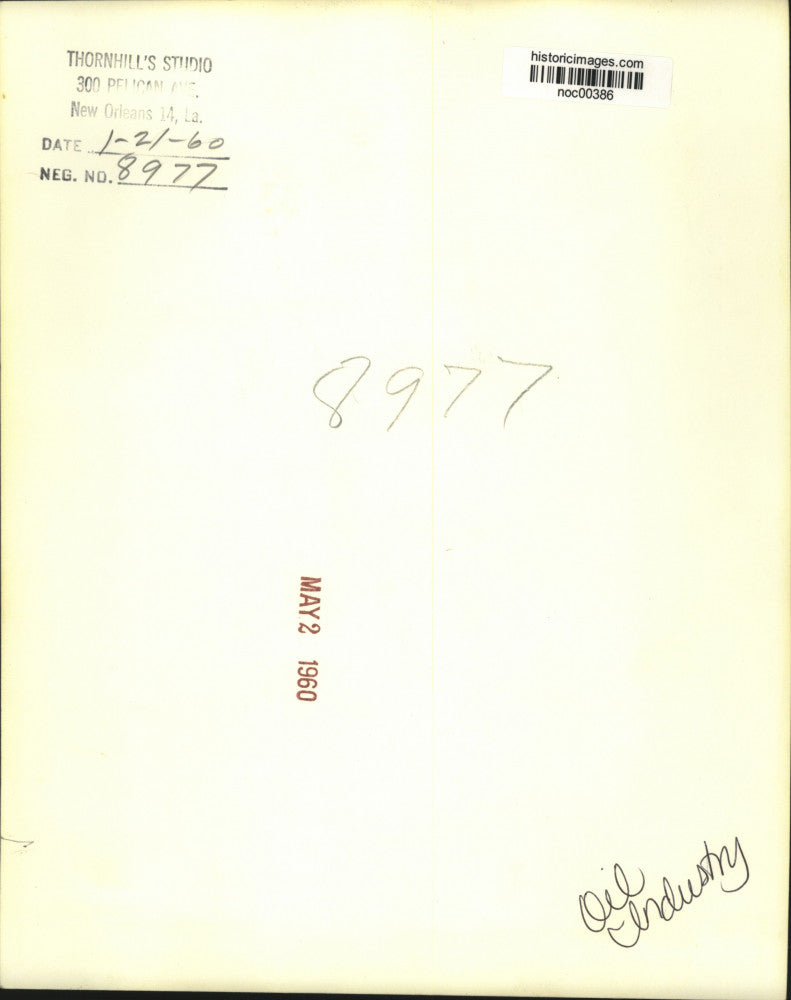 THORNHILL'S STUDIO
300 PELICAN AVE.
New Orleans 14, La.
DATE 1-21-60
NEG. NO. 8977
historicimages.com
noc00386
8977
MAY 2 1960
Oil
Industry